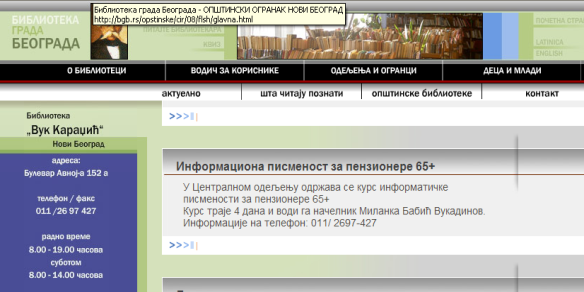 Библиотека града Београда - ОПШТИНСКИ ОГРАНАК НОВИ БЕОГРАД
http://bgb.rs/opstinske/cir/08/flsh/glavna.html
БИБЛИОТЕКА
ГРАДА
БЕОГРАДА
ПИТАЈТЕ БИБЛИОТЕКАРА
КВИЗ
ПОЧЕТНА СТРА
LATINICA
ENGLISH
О БИБЛИОТЕЦИ
ВОДИЧ ЗА КОРИСНИКЕ
ОДЕЉЕЊА И ОГРАНЦИ
ДЕЦА И МЛАДИ
актуелно
шта читају познати
општинске библиотеке
контакт
Библиотека
„Вук Караџић“
Нови Београд
адреса:
Булевар Авноја 152 а
телефон / факс
011 /26 97 427
радно време
8.00 - 19.00 часова
суботом
8.00 - 14.00 часова
>>>
Информациона писменост за пензионере 65+
У Централном одељењу одржава се курс информатичке
писмености за пензионере 65+
Курс траје 4 дана и води га начелник Миланка Бабић Вукадинов.
Информације на телефон: 011/ 2697-427
>>>